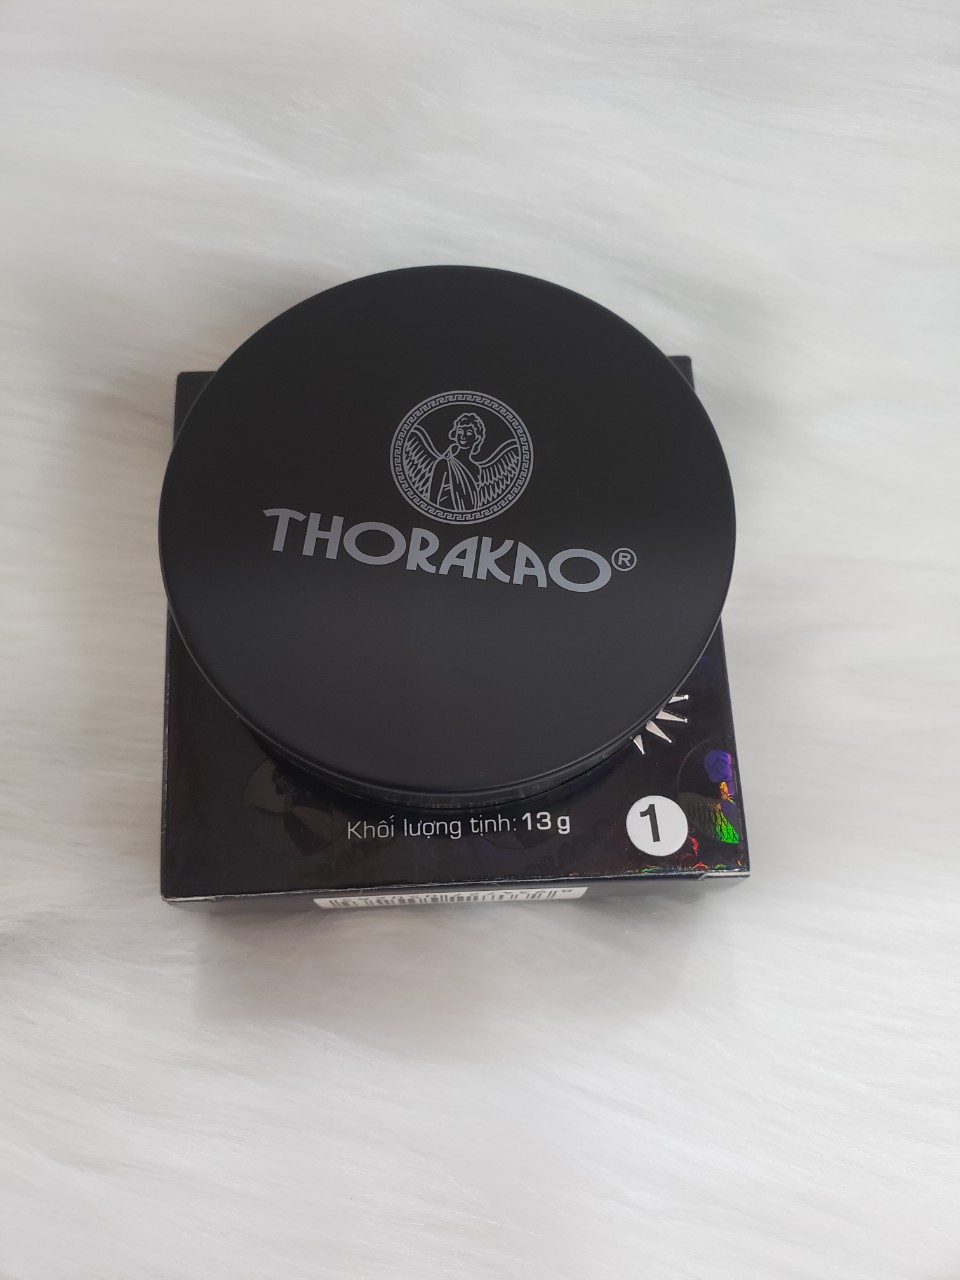 THORAKAO®
Khối lượng tịnh: 13 g
1